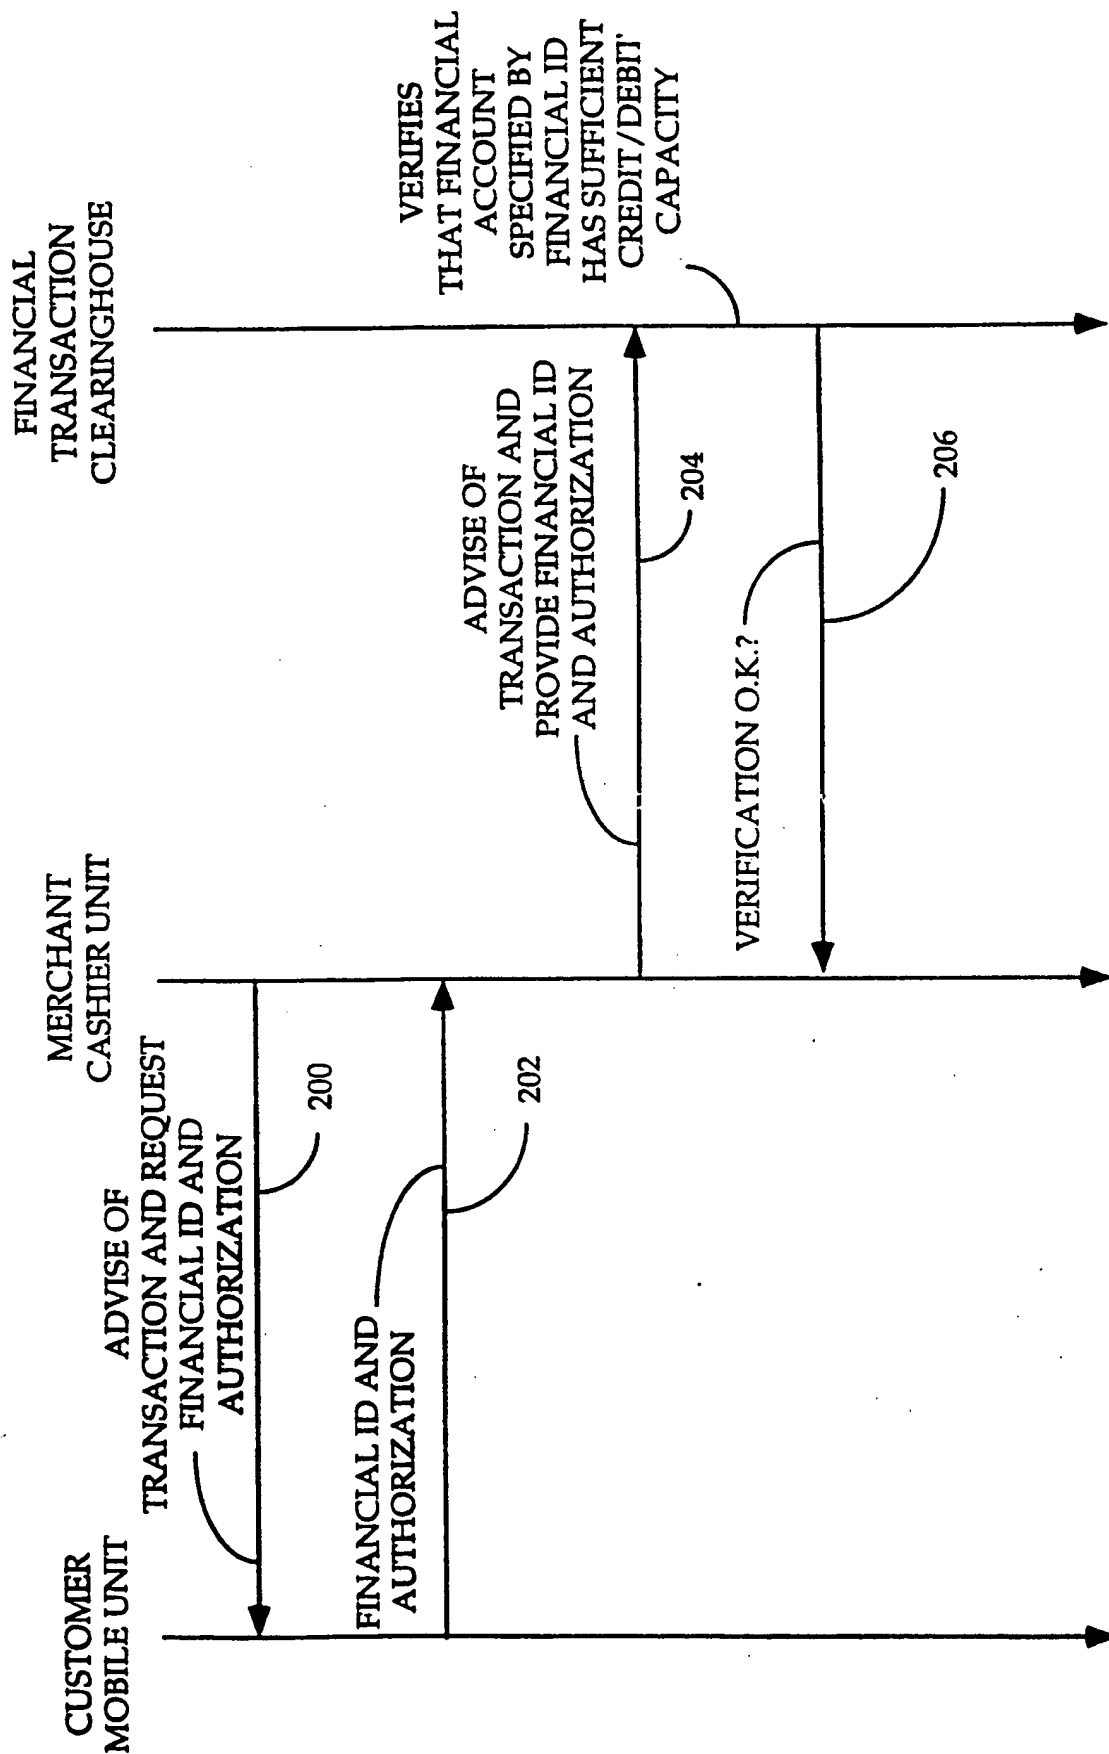 CUSTOMER
MOBILE UNIT
MERCHANT
CASHIER UNIT
FINANCIAL
TRANSACTION
CLEARINGHOUSE
ADVISE OF
TRANSACTION AND REQUEST
FINANCIAL ID AND
AUTHORIZATION
200
FINANCIAL ID AND
AUTHORIZATION
202
ADVISE OF
TRANSACTION AND
PROVIDE FINANCIAL ID
AND AUTHORIZATION
204
VERIFIES
THAT FINANCIAL
ACCOUNT
SPECIFIED BY
FINANCIAL ID
HAS SUFFICIENT
CREDIT/DEBIT
CAPACITY
VERIFICATION O.K.?
206